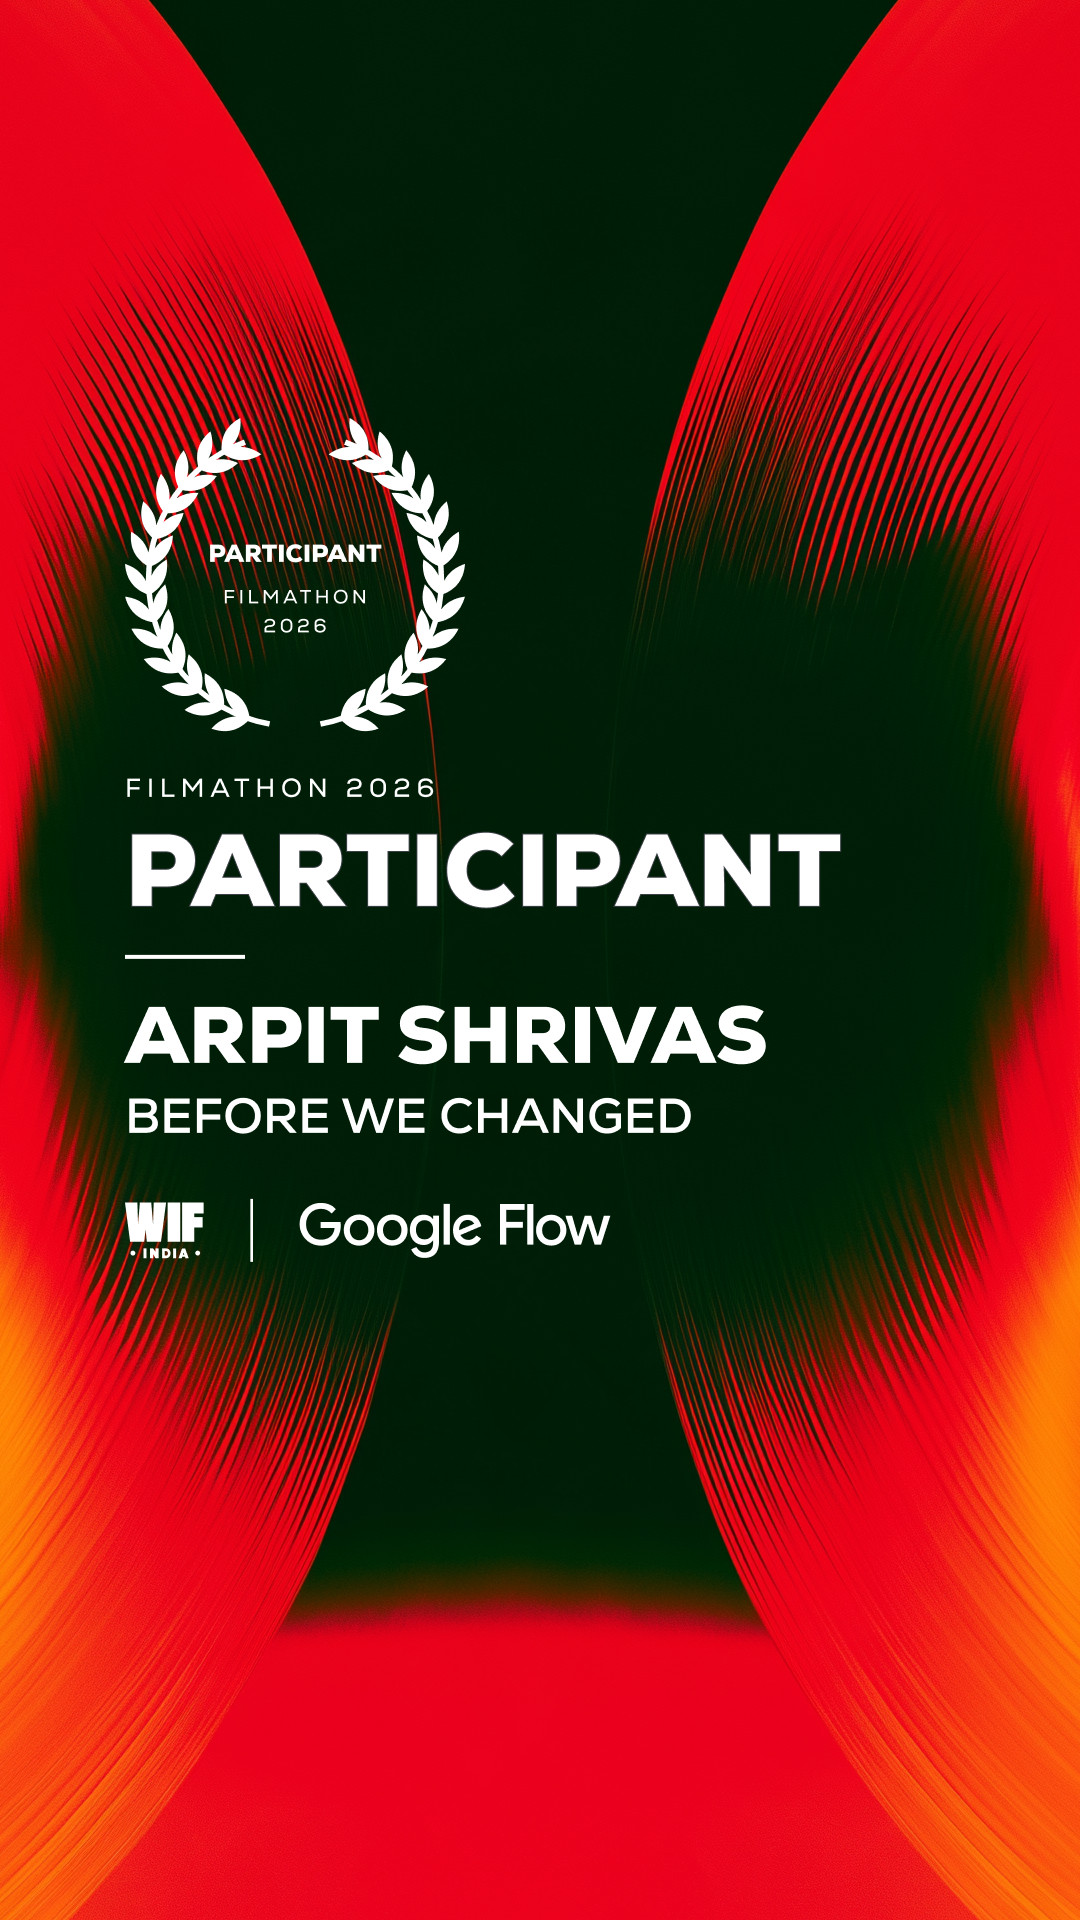 PARTICIPANT
FILMATHON
2026
FILMATHON 2026
PARTICIPANT
ARPIT SHRIVAS
BEFORE WE CHANGED
WIF
• INDIA •
Google Flow